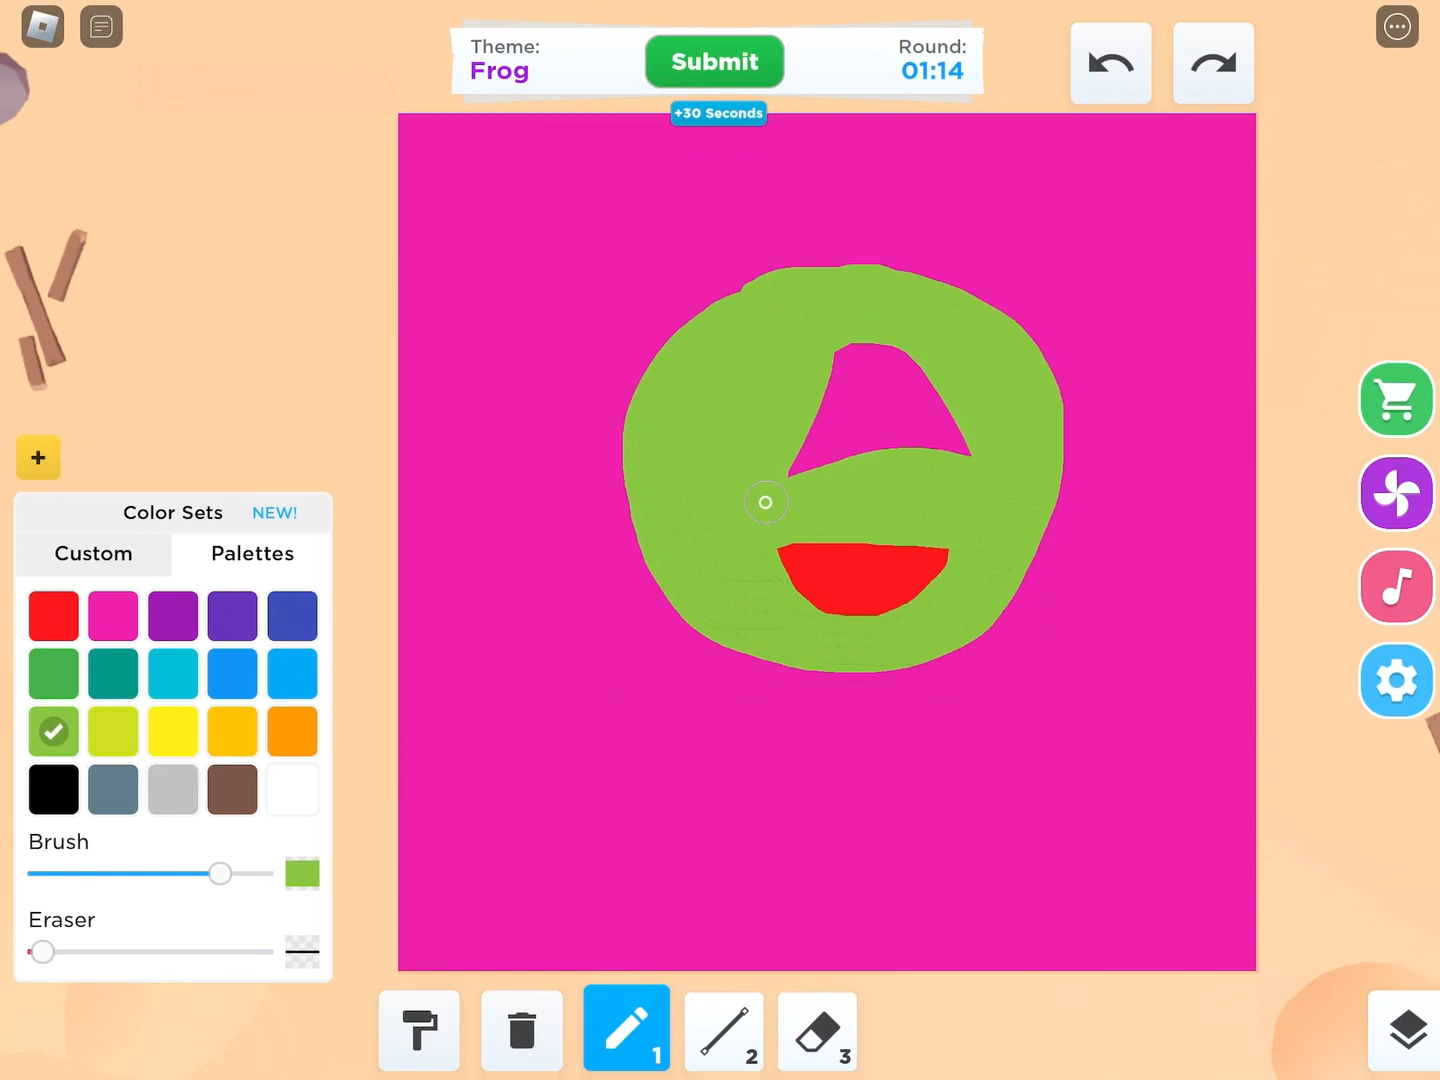 Theme:
Frog
Submit
Round:
01:14
+30 Seconds
+
Color Sets NEW!
Custom Palettes
Brush
Eraser
1
2
3